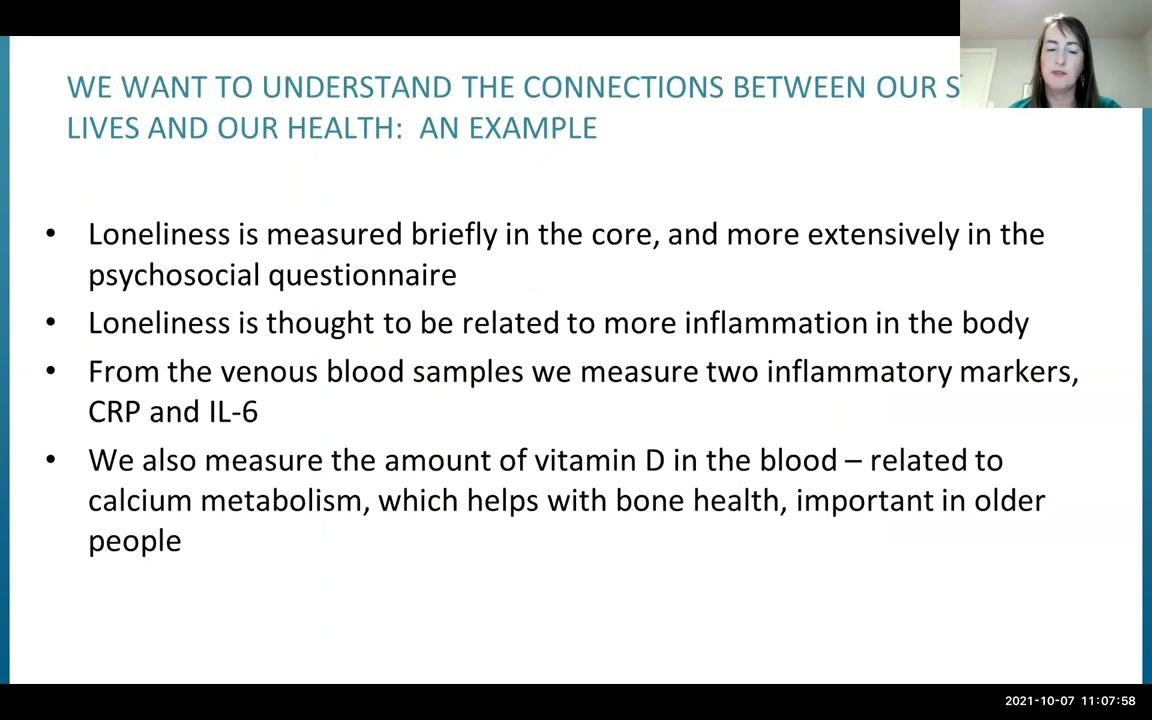 WE WANT TO UNDERSTAND THE CONNECTIONS BETWEEN OUR
LIVES AND OUR HEALTH: AN EXAMPLE
• Loneliness is measured briefly in the core, and more extensively in the
psychosocial questionnaire
• Loneliness is thought to be related to more inflammation in the body
• From the venous blood samples we measure two inflammatory markers,
CRP and IL-6
• We also measure the amount of vitamin D in the blood – related to
calcium metabolism, which helps with bone health, important in older
people
2021-10-07 11:07:58